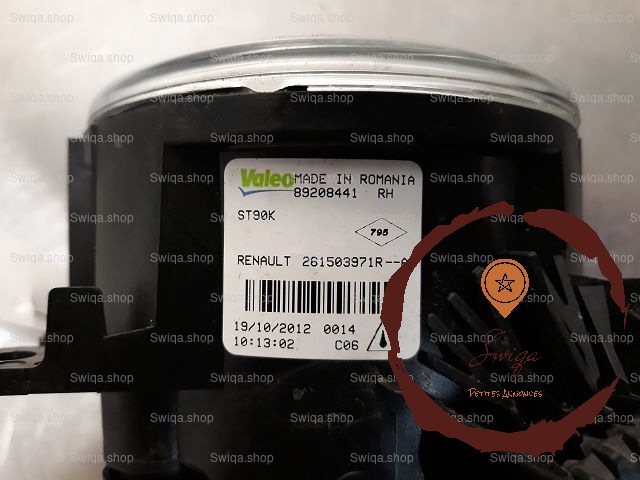 Valeo MADE IN ROMANIA
89208441 RH
ST90K
795
RENAULT 261503971R--A
19/10/2012 0014
10:13:02 C06
Swiqa
PETITES ANNONCES
Swiqa.shop